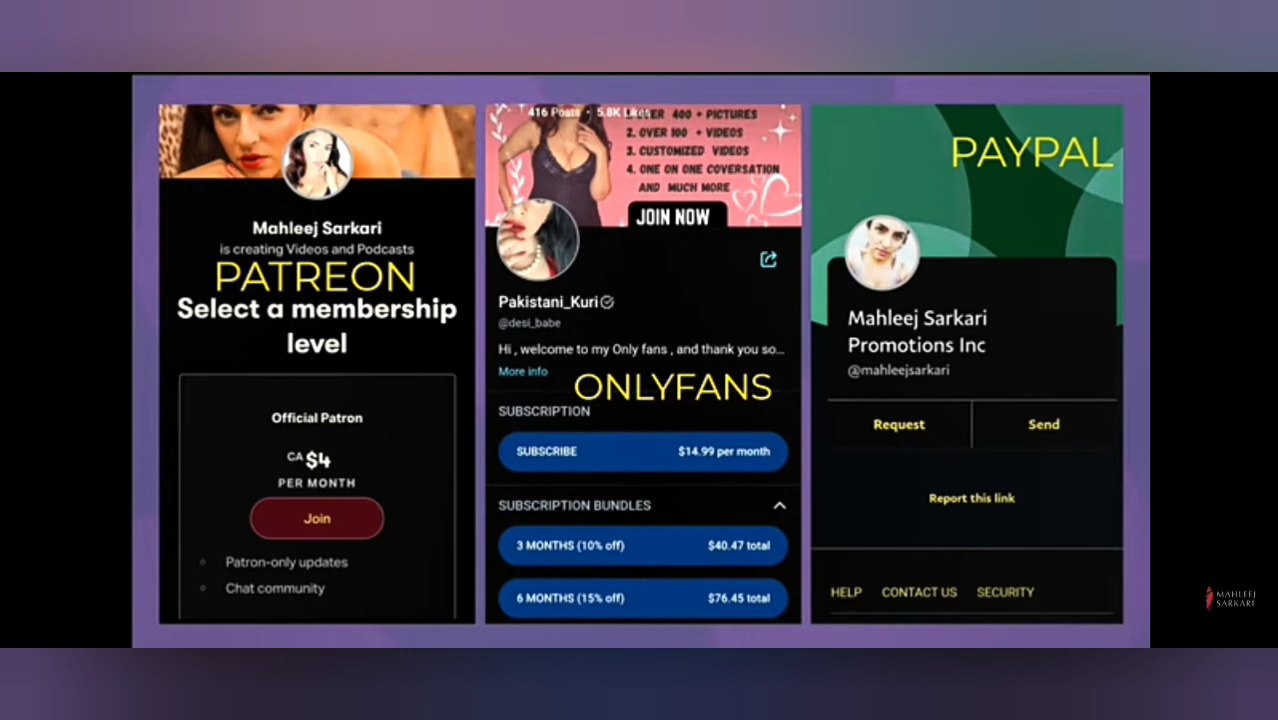 Mahleej Sarkari
is creating Videos and Podcasts
PATREON
Select a membership
level
Official Patron
CA $4
PER MONTH
Join
Patron-only updates
Chat community
416 Posts • 5.8K Likes
OVER 400 + PICTURES
2. OVER 100 + VIDEOS
3. CUSTOMIZED VIDEOS
4. ONE ON ONE COVERSATION
AND MUCH MORE
JOIN NOW
Pakistani_Kuri
@desi_babe
Hi , welcome to my Only fans , and thank you so...
More info
ONLYFANS
SUBSCRIPTION
SUBSCRIBE $14.99 per month
SUBSCRIPTION BUNDLES
3 MONTHS (10% off) $40.47 total
6 MONTHS (15% off) $76.45 total
PAYPAL
Mahleej Sarkari
Promotions Inc
@mahleejsarkari
Request Send
Report this link
HELP CONTACT US SECURITY
MAHLEEJ
SARKARI